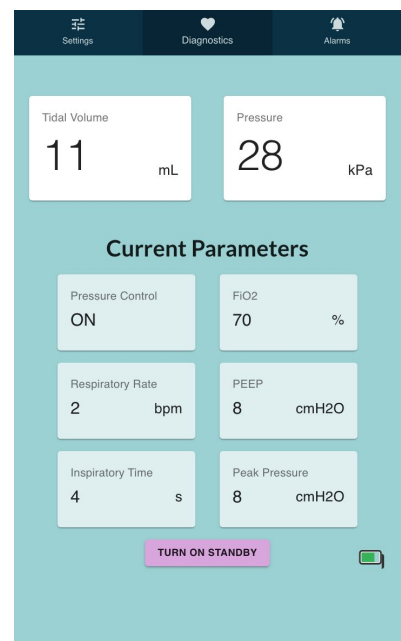 Settings
Diagnostics
Alarms
Tidal Volume
11 mL
Pressure
28 kPa
Current Parameters
Pressure Control
ON
FiO2
70 %
Respiratory Rate
2 bpm
PEEP
8 cmH2O
Inspiratory Time
4 s
Peak Pressure
8 cmH2O
TURN ON STANDBY